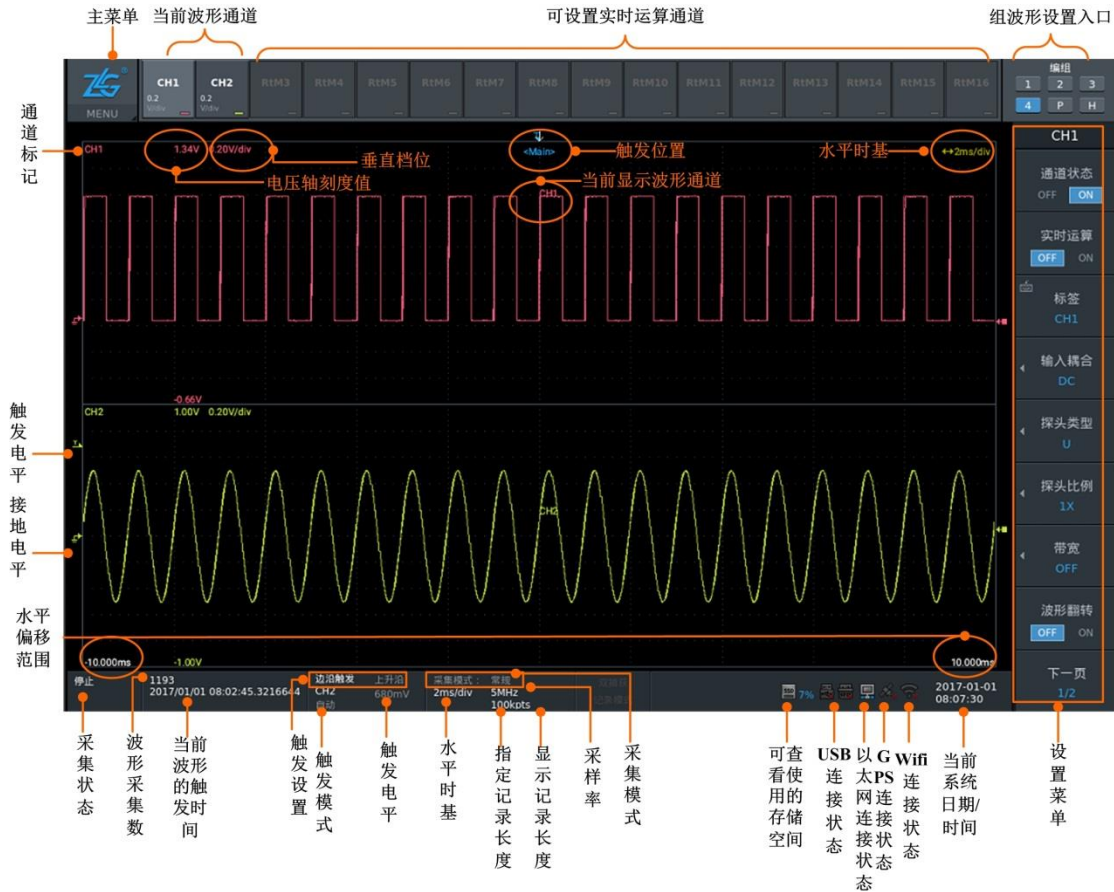 主菜单
当前波形通道
可设置实时运算通道
组波形设置入口
ZLG
MENU
CH1
0.2
V/div
CH2
0.2
V/div
RtM3
RtM4
RtM5
RtM6
RtM7
RtM8
RtM9
RtM10
RtM11
RtM12
RtM13
RtM14
RtM15
RtM16
编组
1 2 3
4 P H
通道标记
CH1 1.34V 0.20V/div
<Main>
↔2ms/div
垂直档位
触发位置
水平时基
电压轴刻度值
当前显示波形通道
CH1
-0.66V
CH2 1.00V 0.20V/div
触发电平
接地电平
CH2
水平偏移范围
-10.000ms
-1.00V
10.000ms
CH1
通道状态
OFF ON
实时运算
OFF ON
标签
CH1
输入耦合
DC
探头类型
U
探头比例
1X
带宽
OFF
波形翻转
OFF ON
下一页
1/2
停止
1193
2017/01/01 08:02:45.3216644
边沿触发 上升沿
CH2 680mV
自动
采集模式： 常规
2ms/div 5MHz
100kpts
7%
2017-01-01
08:07:30
采集状态
波形采集数
当前波形的触发时间
触发设置
触发模式
触发电平
水平时基
指定记录长度
显示记录长度
采样率
采集模式
可查看使用的存储空间
USB连接状态
以太网连接状态
GPS连接状态
Wifi连接状态
当前系统日期/时间
设置菜单